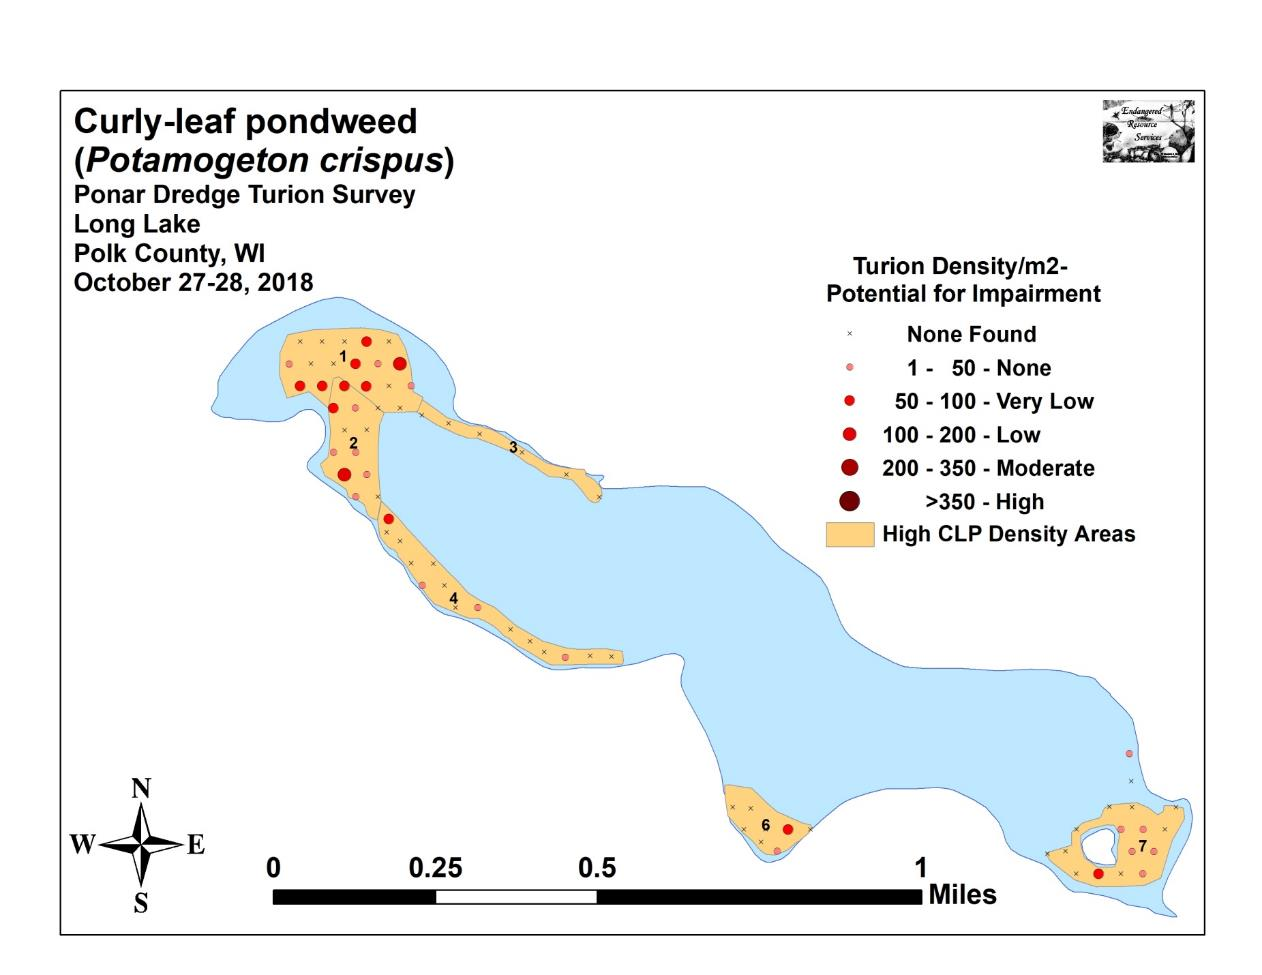 Curly-leaf pondweed
(Potamogeton crispus)
Ponar Dredge Turion Survey
Long Lake
Polk County, WI
October 27-28, 2018
Endangered
Resource
Services
Turion Density/m2-
Potential for Impairment
None Found
1 - 50 - None
50 - 100 - Very Low
100 - 200 - Low
200 - 350 - Moderate
>350 - High
High CLP Density Areas
1
2
3
4
6
7
N
W E
S
0 0.25 0.5 1
Miles